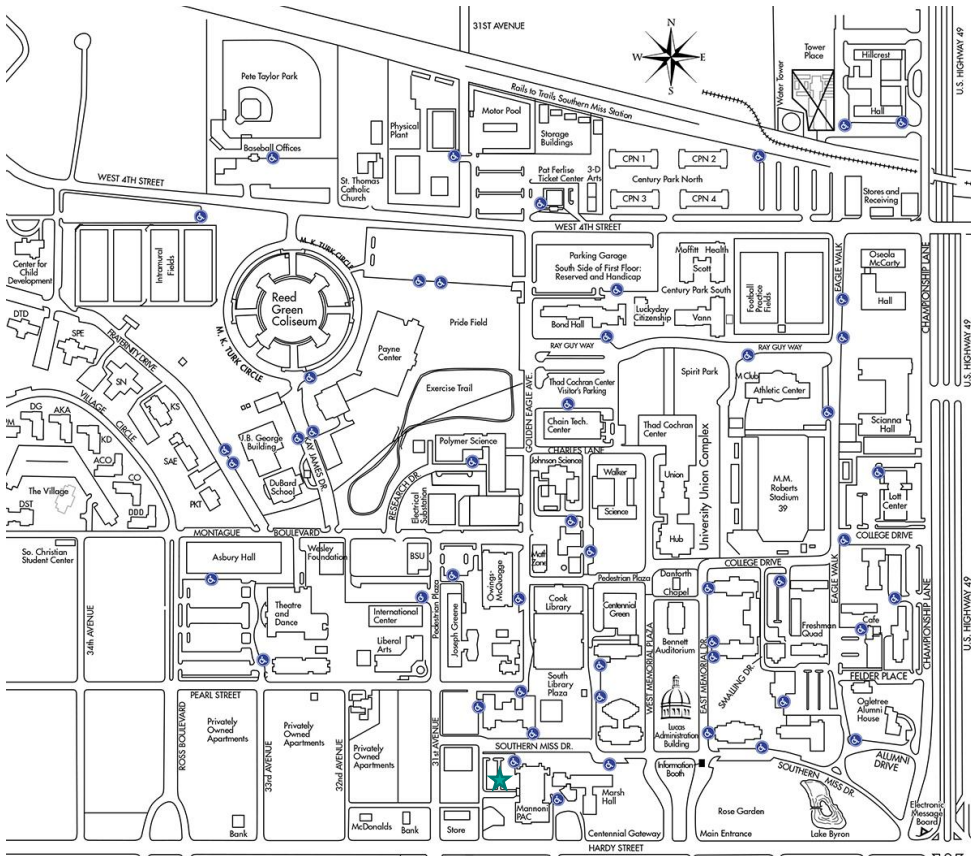 31ST AVENUE
N
W
E
S
U.S. HIGHWAY 49
Tower
Place
Water Tower
Hillcrest
Hall
Pete Taylor Park
Rails to Trails Southern Miss Station
Motor Pool
Physical
Plant
Storage
Buildings
Baseball Offices
CPN 1
CPN 2
St. Thomas
Catholic
Church
Pat Ferlise
Ticket Center
3-D
Arts
Century Park North
CPN 3
CPN 4
Stores and
Receiving
WEST 4TH STREET
WEST 4TH STREET
M. K. TURK CIRCLE
Center for
Child
Development
Intramural
Fields
Parking Garage
South Side of First Floor:
Reserved and Handicap
Moffitt Health
Scott
Century Park South
Vann
Luckyday
Citizenship
Football
Practice
Fields
EAGLE WALK
Oseola
McCarty
Hall
CHAMPIONSHIP LANE
Reed
Green
Coliseum
Pride Field
Bond Hall
RAY GUY WAY
RAY GUY WAY
U.S. HIGHWAY 49
DTD
SPE
FRATERNITY DRIVE
M. K. TURK CIRCLE
Payne
Center
SN
Exercise Trail
GOLDEN EAGLE AVE.
Thad Cochran Center
Visitor's Parking
Spirit Park
M Club
Athletic Center
VILLAGE
CIRCLE
DG
AKA
KS
KD
Chain Tech.
Center
Thad Cochran
Center
Scianna
Hall
J.B. George
Building
RAY JAMES DR.
Polymer Science
CHARLES LANE
SAE
ACO
CO
The Village
DuBard
School
RESEARCH DR.
Johnson Science
Walker
Science
Union
University Union Complex
M.M.
Roberts
Stadium
39
Lott
Center
DST
DDD
PKT
Electrical
Substation
MONTAGUE
BOULEVARD
Hub
COLLEGE DRIVE
So. Christian
Student Center
Asbury Hall
Wesley
Foundation
BSU
Math
Zone
COLLEGE DRIVE
Pedestrian Plaza
Danforth
Chapel
EAGLE WALK
34th AVENUE
Theatre
and
Dance
International
Center
Pedestrian Plaza
Joseph Greene
Owings-
McQuagge
Cook
Library
Centennial
Green
Bennett
Auditorium
Freshman
Quad
Cafe
CHAMPIONSHIP LANE
U.S. HIGHWAY 49
Liberal
Arts
WEST MEMORIAL PLAZA
EAST MEMORIAL DR.
SMALLING DR.
FELDER PLACE
South
Library
Plaza
PEARL STREET
Lucas
Administration
Building
Ogletree
Alumni
House
ROSS BOULEVARD
Privately
Owned
Apartments
33rd AVENUE
Privately
Owned
Apartments
32nd AVENUE
Privately
Owned
Apartments
31st AVENUE
SOUTHERN MISS DR.
ALUMNI
DRIVE
Information
Booth
SOUTHERN MISS DR.
Mannoni
PAC
Marsh
Hall
Rose Garden
Lake Byron
Electronic
Message
Board
Bank
McDonalds
Bank
Store
Centennial Gateway
Main Entrance
HARDY STREET